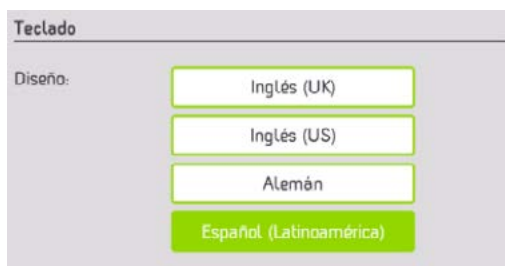 Teclado
Diseño:
Inglés (UK)
Inglés (US)
Alemán
Español (Latinoamérica)